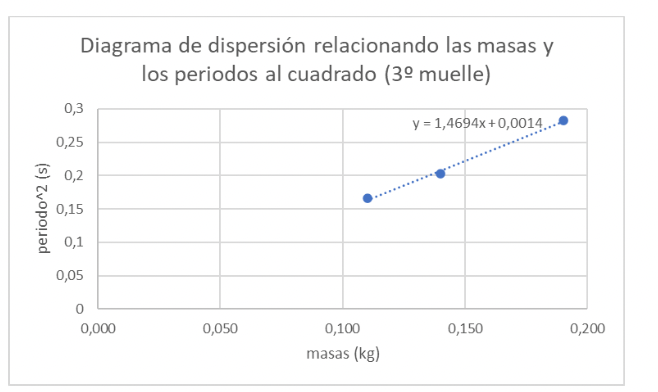 Diagrama de dispersión relacionando las masas y
los periodos al cuadrado (3º muelle)
0,3
y = 1,4694x + 0,0014
0,25
0,2
0,15
0,1
0,05
0
periodo^2 (s)
0,000
0,050
0,100
0,150
0,200
masas (kg)